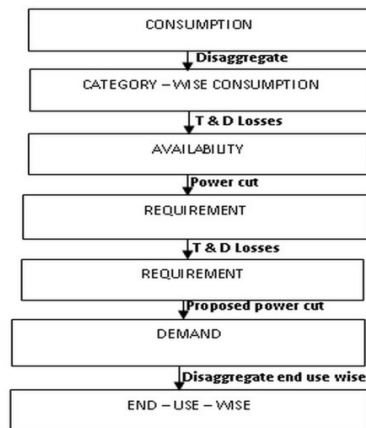 CONSUMPTION
Disaggregate
CATEGORY – WISE CONSUMPTION
T & D Losses
AVAILABILITY
Power cut
REQUIREMENT
T & D Losses
REQUIREMENT
Proposed power cut
DEMAND
Disaggregate end use wise
END – USE – WISE